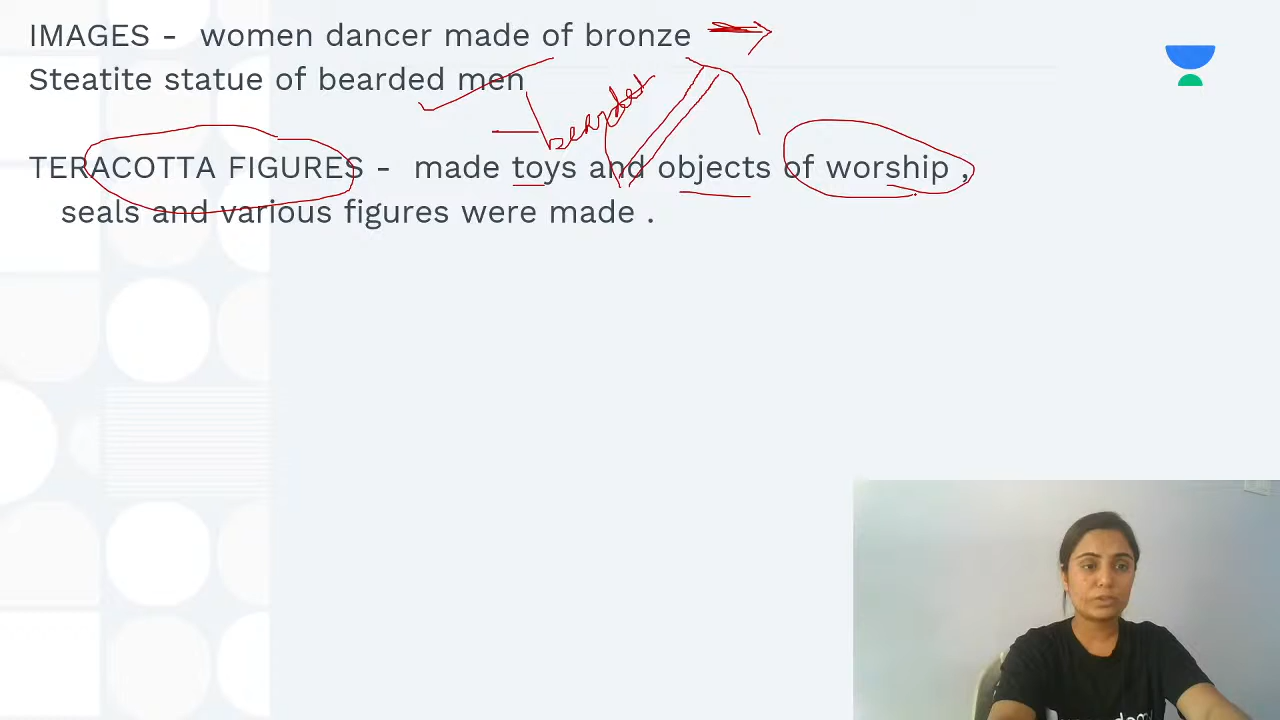 IMAGES - women dancer made of bronze
Steatite statue of bearded men
bearded
TERACOTTA FIGURES - made toys and objects of worship ,
seals and various figures were made .